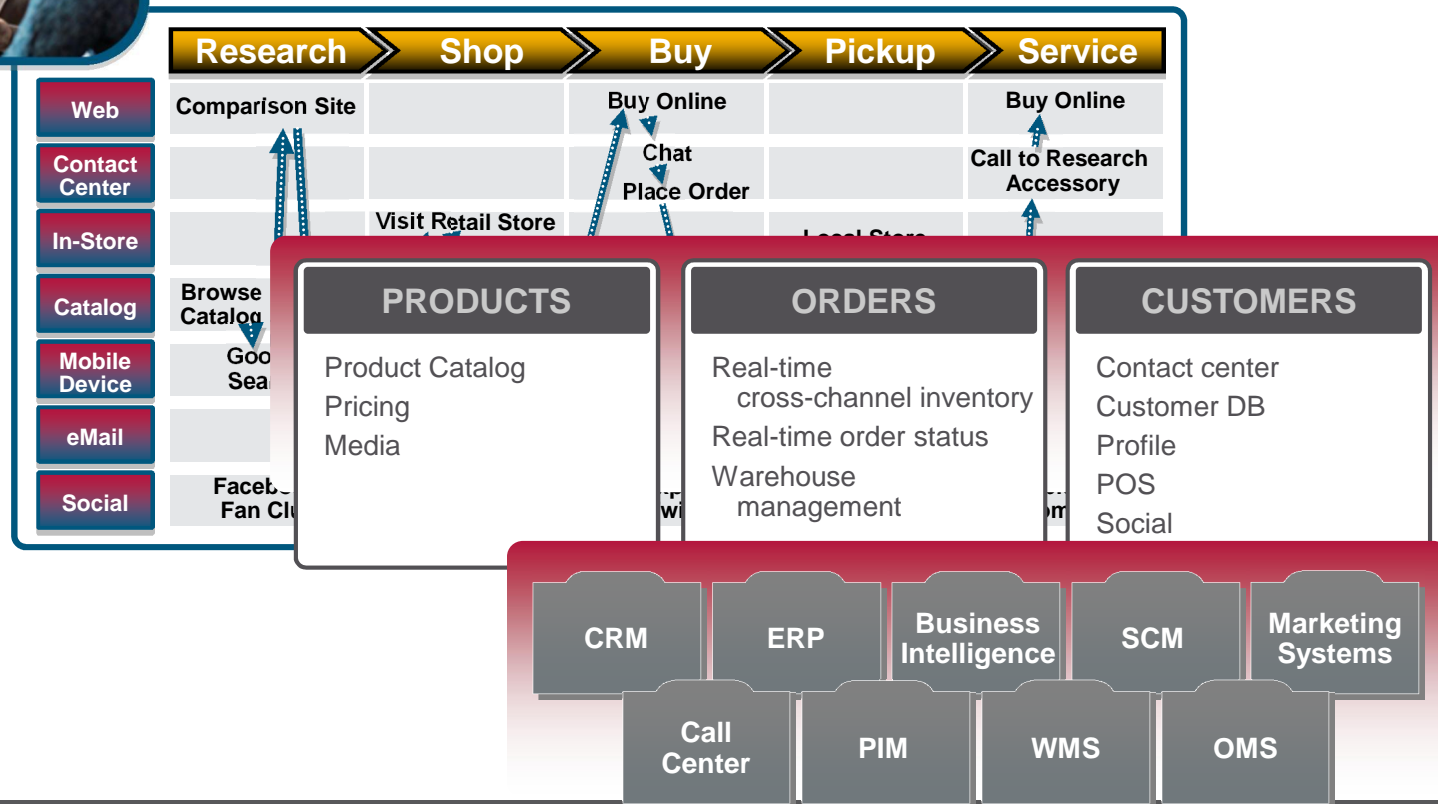 Research
Shop
Buy
Pickup
Service
Web
Comparison Site
Buy Online
Buy Online
Contact
Center
Chat
Place Order
Call to Research
Accessory
In-Store
Visit Retail Store
Local Store
Catalog
Browse
Catalog
Mobile
Device
eMail
Social
Fan
PRODUCTS
Product Catalog
Pricing
Media
ORDERS
Real-time
cross-channel inventory
Real-time order status
Warehouse
management
CUSTOMERS
Contact center
Customer DB
Profile
POS
Social
CRM
ERP
Business
Intelligence
SCM
Marketing
Systems
Call
Center
PIM
WMS
OMS